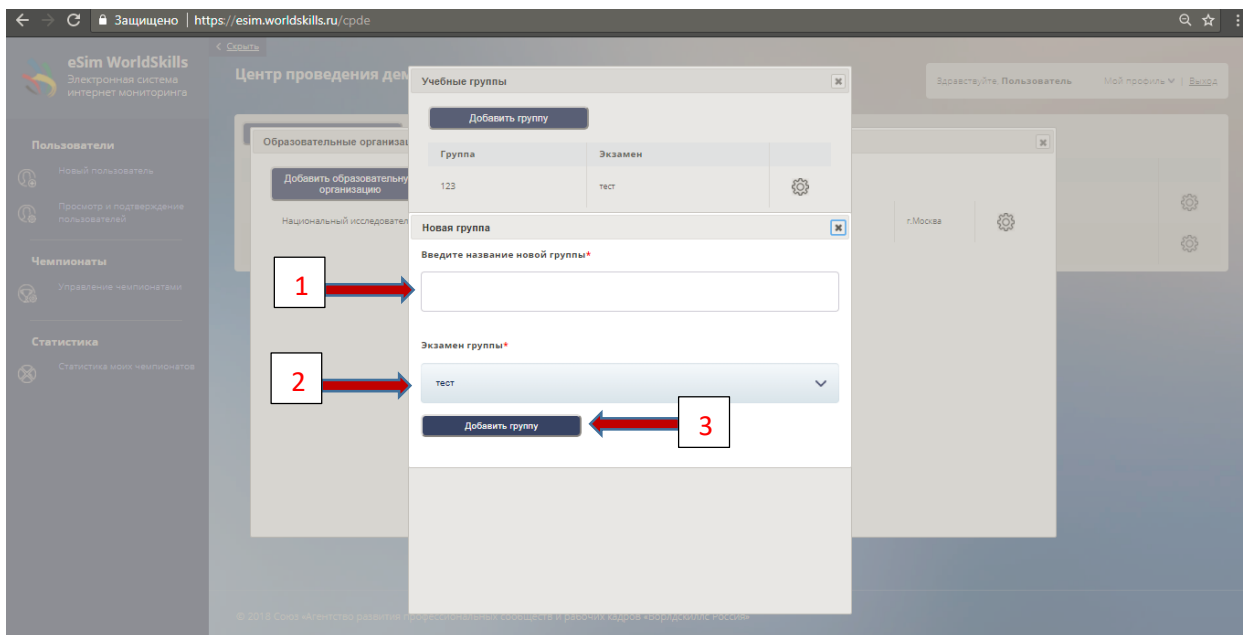 Защищено | https://esim.worldskills.ru/cpde
< Скрыть
eSim WorldSkills
Электронная система
интернет мониторинга
Центр проведения дем
Учебные группы
Здравствуйте, Пользователь
Мой профиль | Выход
Добавить группу
Пользователи
Новый пользователь
Просмотр и подтверждение
пользователей
Чемпионаты
Управление чемпионатами
Статистика
Статистика моих чемпионатов
Образовательные организац
Добавить образовательну
организацию
Национальный исследовател
г.Москва
Группа Экзамен
123 тест
Новая группа
Введите название новой группы*
1
Экзамен группы*
2
тест
Добавить группу
3
© 2018 Союз «Агентство развития профессиональных сообществ и рабочих кадров «Ворлдскиллс Россия»